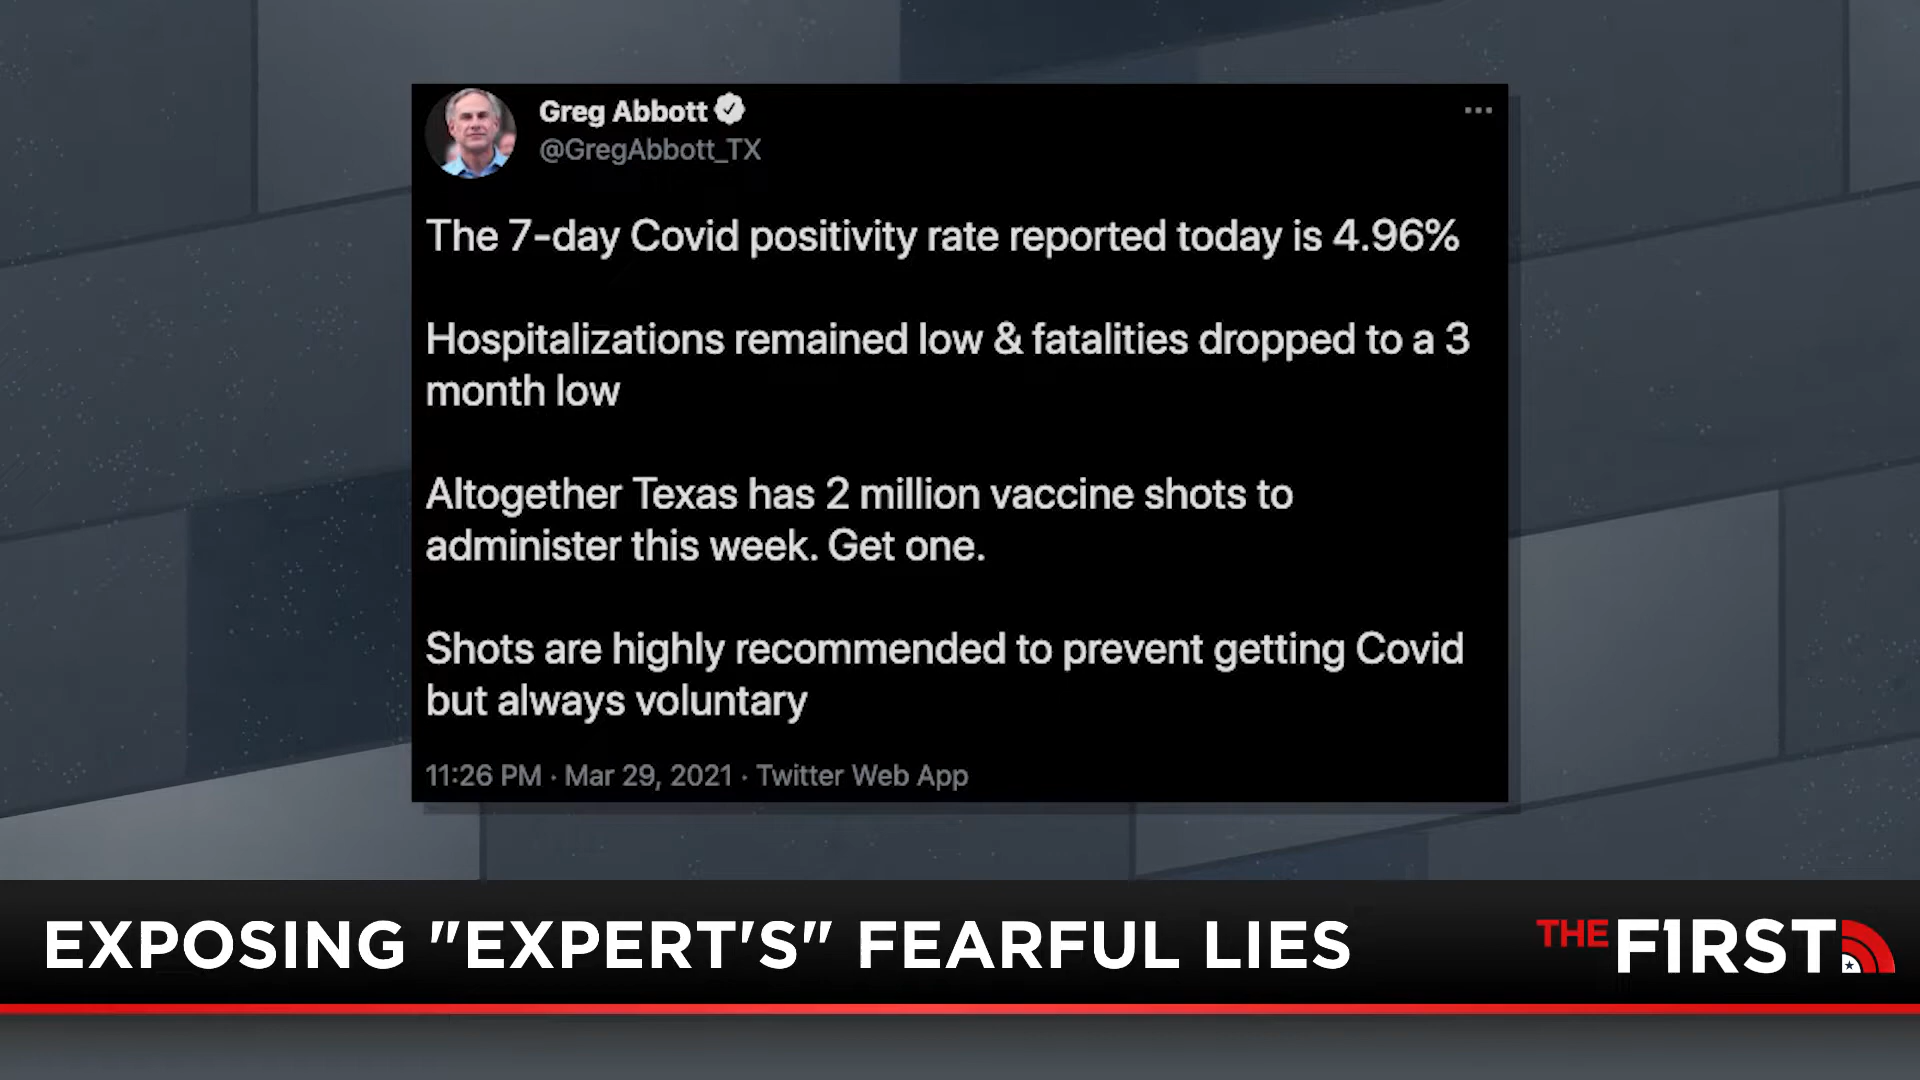 Greg Abbott
@GregAbbott_TX
The 7-day Covid positivity rate reported today is 4.96%
Hospitalizations remained low & fatalities dropped to a 3
month low
Altogether Texas has 2 million vaccine shots to
administer this week. Get one.
Shots are highly recommended to prevent getting Covid
but always voluntary
11:26 PM · Mar 29, 2021 · Twitter Web App
EXPOSING "EXPERT'S" FEARFUL LIES
THE F1RST